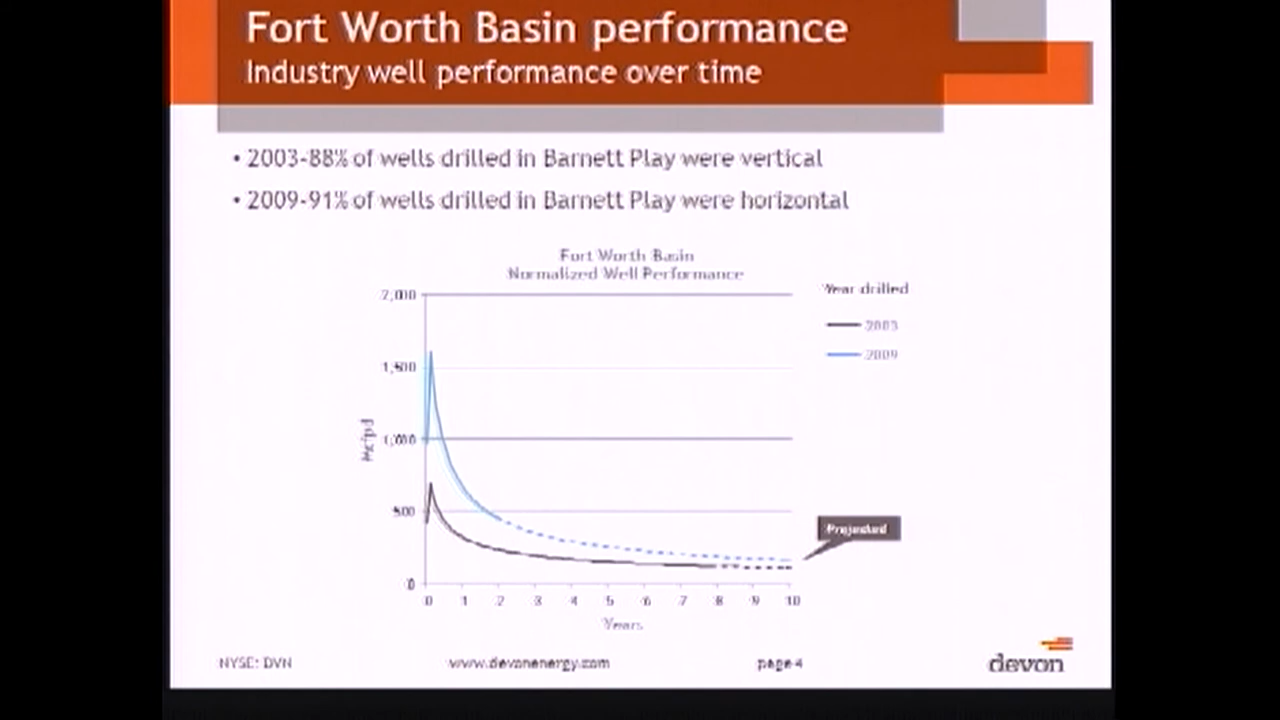 Fort Worth Basin performance
Industry well performance over time
• 2003-88% of wells drilled in Barnett Play were vertical
• 2009-91% of wells drilled in Barnett Play were horizontal
Fort Worth Basin
Normalized Well Performance
Year drilled
2003
2009
2,000
1,500
1,000
500
0
Mcfpd
Projected
0 1 2 3 4 5 6 7 8 9 10
Years
NYSE: DVN www.devonenergy.com page 4
devon